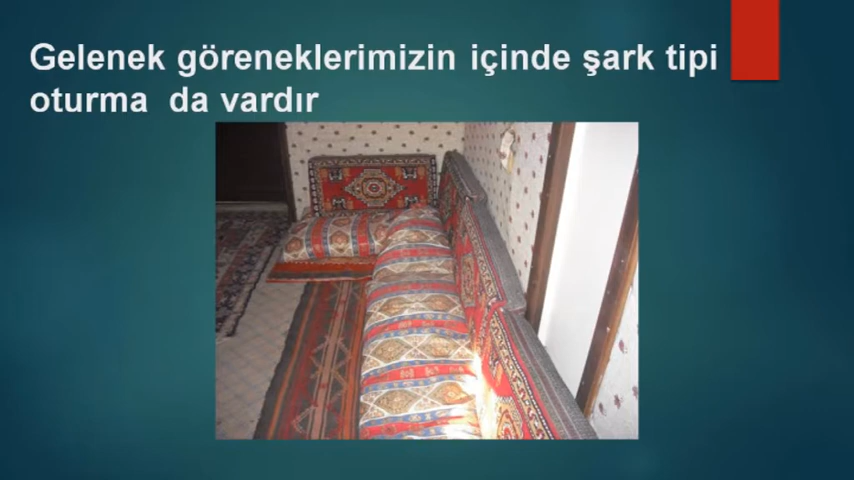 Gelenek göreneklerimizin içinde şark tipi
oturma da vardır